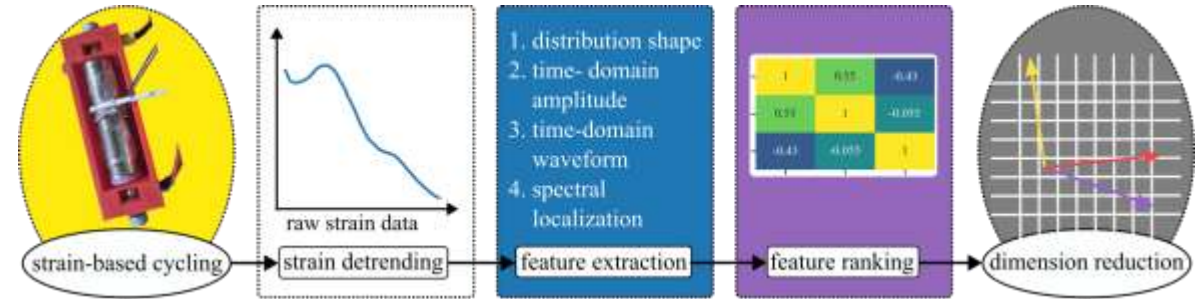 raw strain data
1. distribution shape
2. time- domain
amplitude
3. time-domain
waveform
4. spectral
localization
1 0.55 -0.43
0.55 1 -0.055
-0.43 -0.055 1
strain-based cycling
strain detrending
feature extraction
feature ranking
dimension reduction